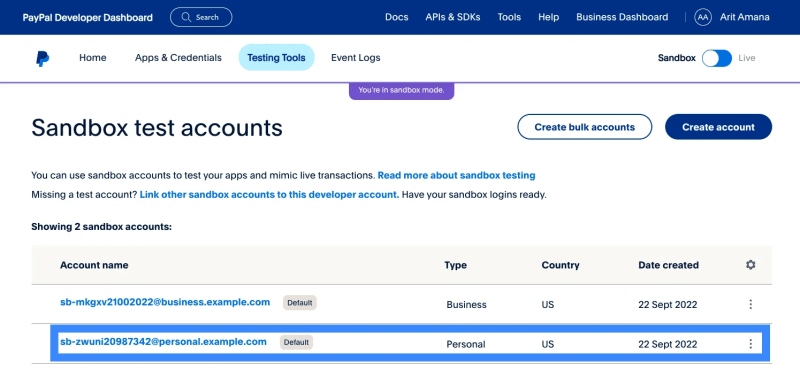 PayPal Developer Dashboard Search Docs APIs & SDKs Tools Help Business Dashboard AA Arit Amana
Home Apps & Credentials Testing Tools Event Logs Sandbox Live
You're in sandbox mode.
Sandbox test accounts Create bulk accounts Create account
You can use sandbox accounts to test your apps and mimic live transactions. Read more about sandbox testing
Missing a test account? Link other sandbox accounts to this developer account. Have your sandbox logins ready.
Showing 2 sandbox accounts:
Account name Type Country Date created
sb-mkgxv21002022@business.example.com Default Business US 22 Sept 2022
sb-zwuni20987342@personal.example.com Default Personal US 22 Sept 2022